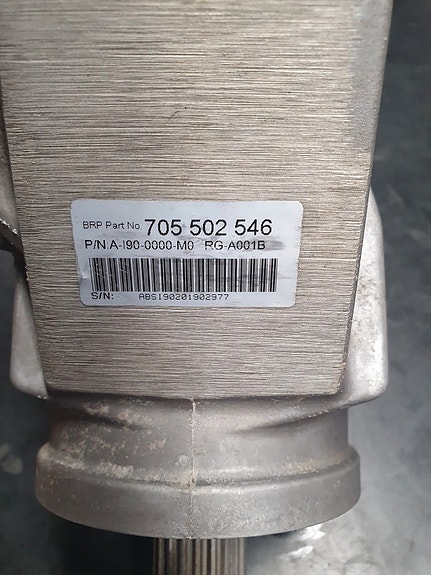 BRP Part No. 705 502 546
P/N.A-I90-0000-M0 RG-A001B
S/N: ABS190201902977